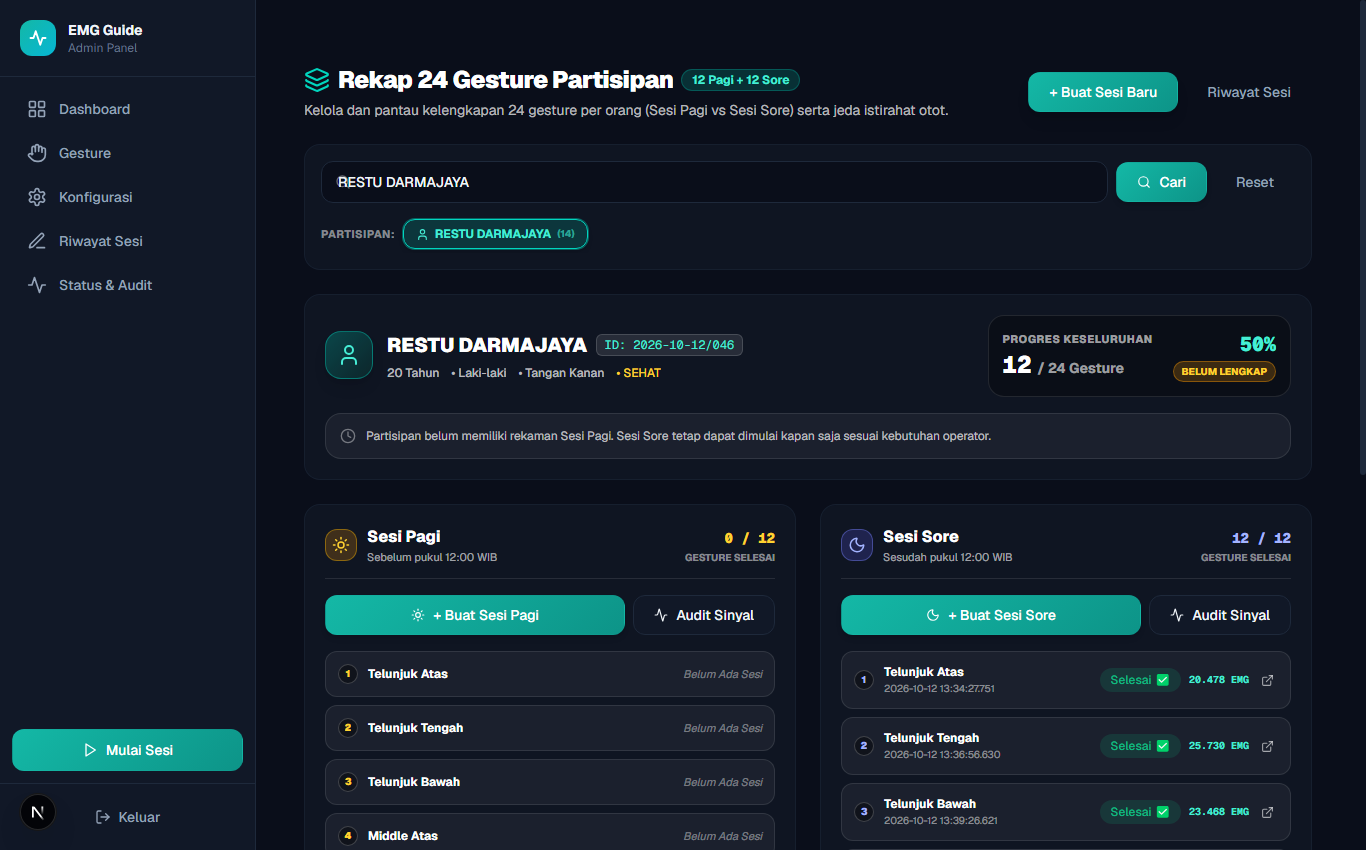 EMG Guide
Admin Panel
Dashboard
Gesture
Konfigurasi
Riwayat Sesi
Status & Audit
Mulai Sesi
N
Keluar
Rekap 24 Gesture Partisipan
12 Pagi + 12 Sore
Kelola dan pantau kelengkapan 24 gesture per orang (Sesi Pagi vs Sesi Sore) serta jeda istirahat otot.
+ Buat Sesi Baru
Riwayat Sesi
RESTU DARMAJAYA
Cari
Reset
PARTISIPAN:
RESTU DARMAJAYA (14)
RESTU DARMAJAYA
ID: 2026-10-12/046
20 Tahun • Laki-laki • Tangan Kanan • SEHAT
PROGRES KESELURUHAN
50%
12 / 24 Gesture
BELUM LENGKAP
Partisipan belum memiliki rekaman Sesi Pagi. Sesi Sore tetap dapat dimulai kapan saja sesuai kebutuhan operator.
Sesi Pagi
Sebelum pukul 12:00 WIB
0 / 12
GESTURE SELESAI
+ Buat Sesi Pagi
Audit Sinyal
1 Telunjuk Atas Belum Ada Sesi
2 Telunjuk Tengah Belum Ada Sesi
3 Telunjuk Bawah Belum Ada Sesi
4 Middle Atas Belum Ada Sesi
Sesi Sore
Sesudah pukul 12:00 WIB
12 / 12
GESTURE SELESAI
+ Buat Sesi Sore
Audit Sinyal
1 Telunjuk Atas
2026-10-12 13:34:27.751
Selesai ✅ 20.478 EMG
2 Telunjuk Tengah
2026-10-12 13:36:56.630
Selesai ✅ 25.730 EMG
3 Telunjuk Bawah
2026-10-12 13:39:26.621
Selesai ✅ 23.468 EMG